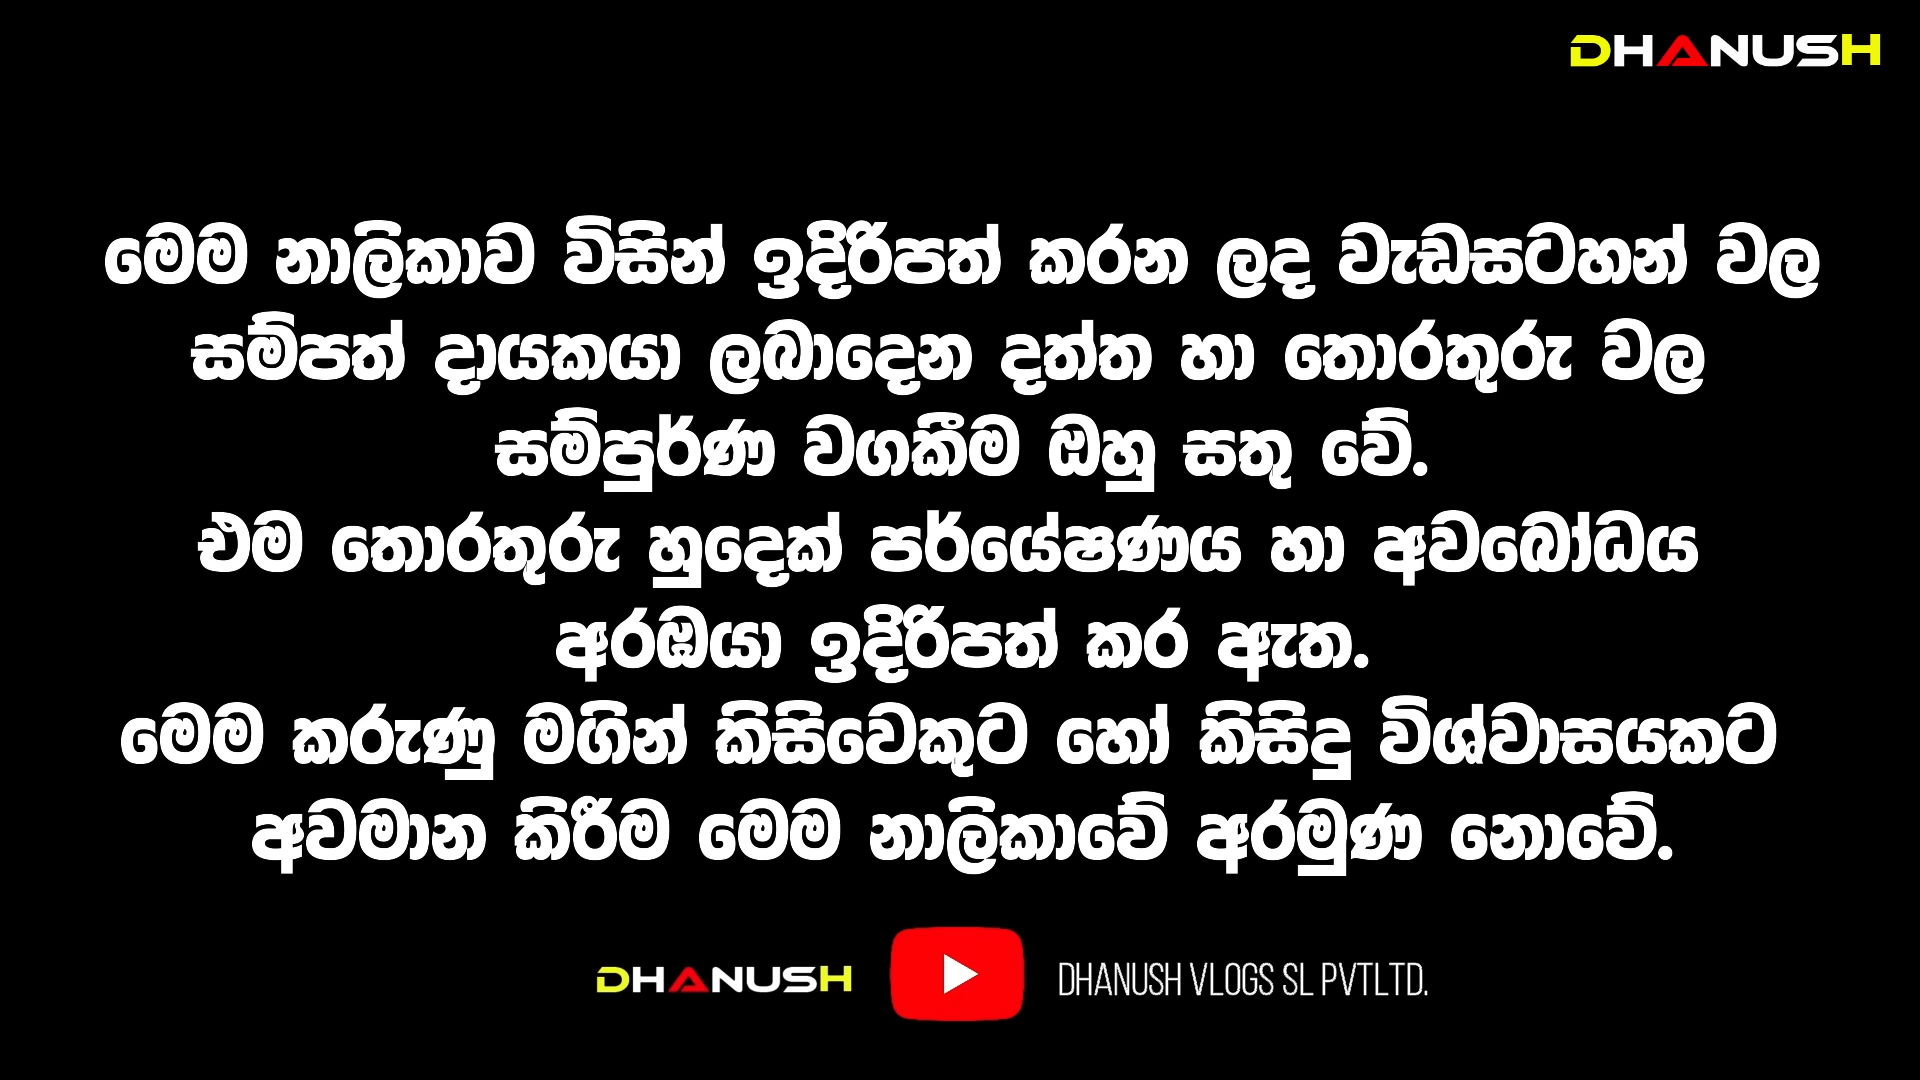 DHANUSH
මෙම නාලිකාව විසින් ඉදිරිපත් කරන ලද වැඩසටහන් වල
සම්පත් දායකයා ලබාදෙන දත්ත හා තොරතුරු වල
සම්පුර්ණ වගකීම ඔහු සතු වේ.
එම තොරතුරු හුදෙක් පර්යේෂණය හා අවබෝධය
අරඹයා ඉදිරිපත් කර ඇත.
මෙම කරුණු මගින් කිසිවෙකුට හෝ කිසිදු විශ්වාසයකට
අවමාන කිරීම මෙම නාලිකාවේ අරමුණ නොවේ.
DHANUSH DHANUSH VLOGS SL PVTLTD.